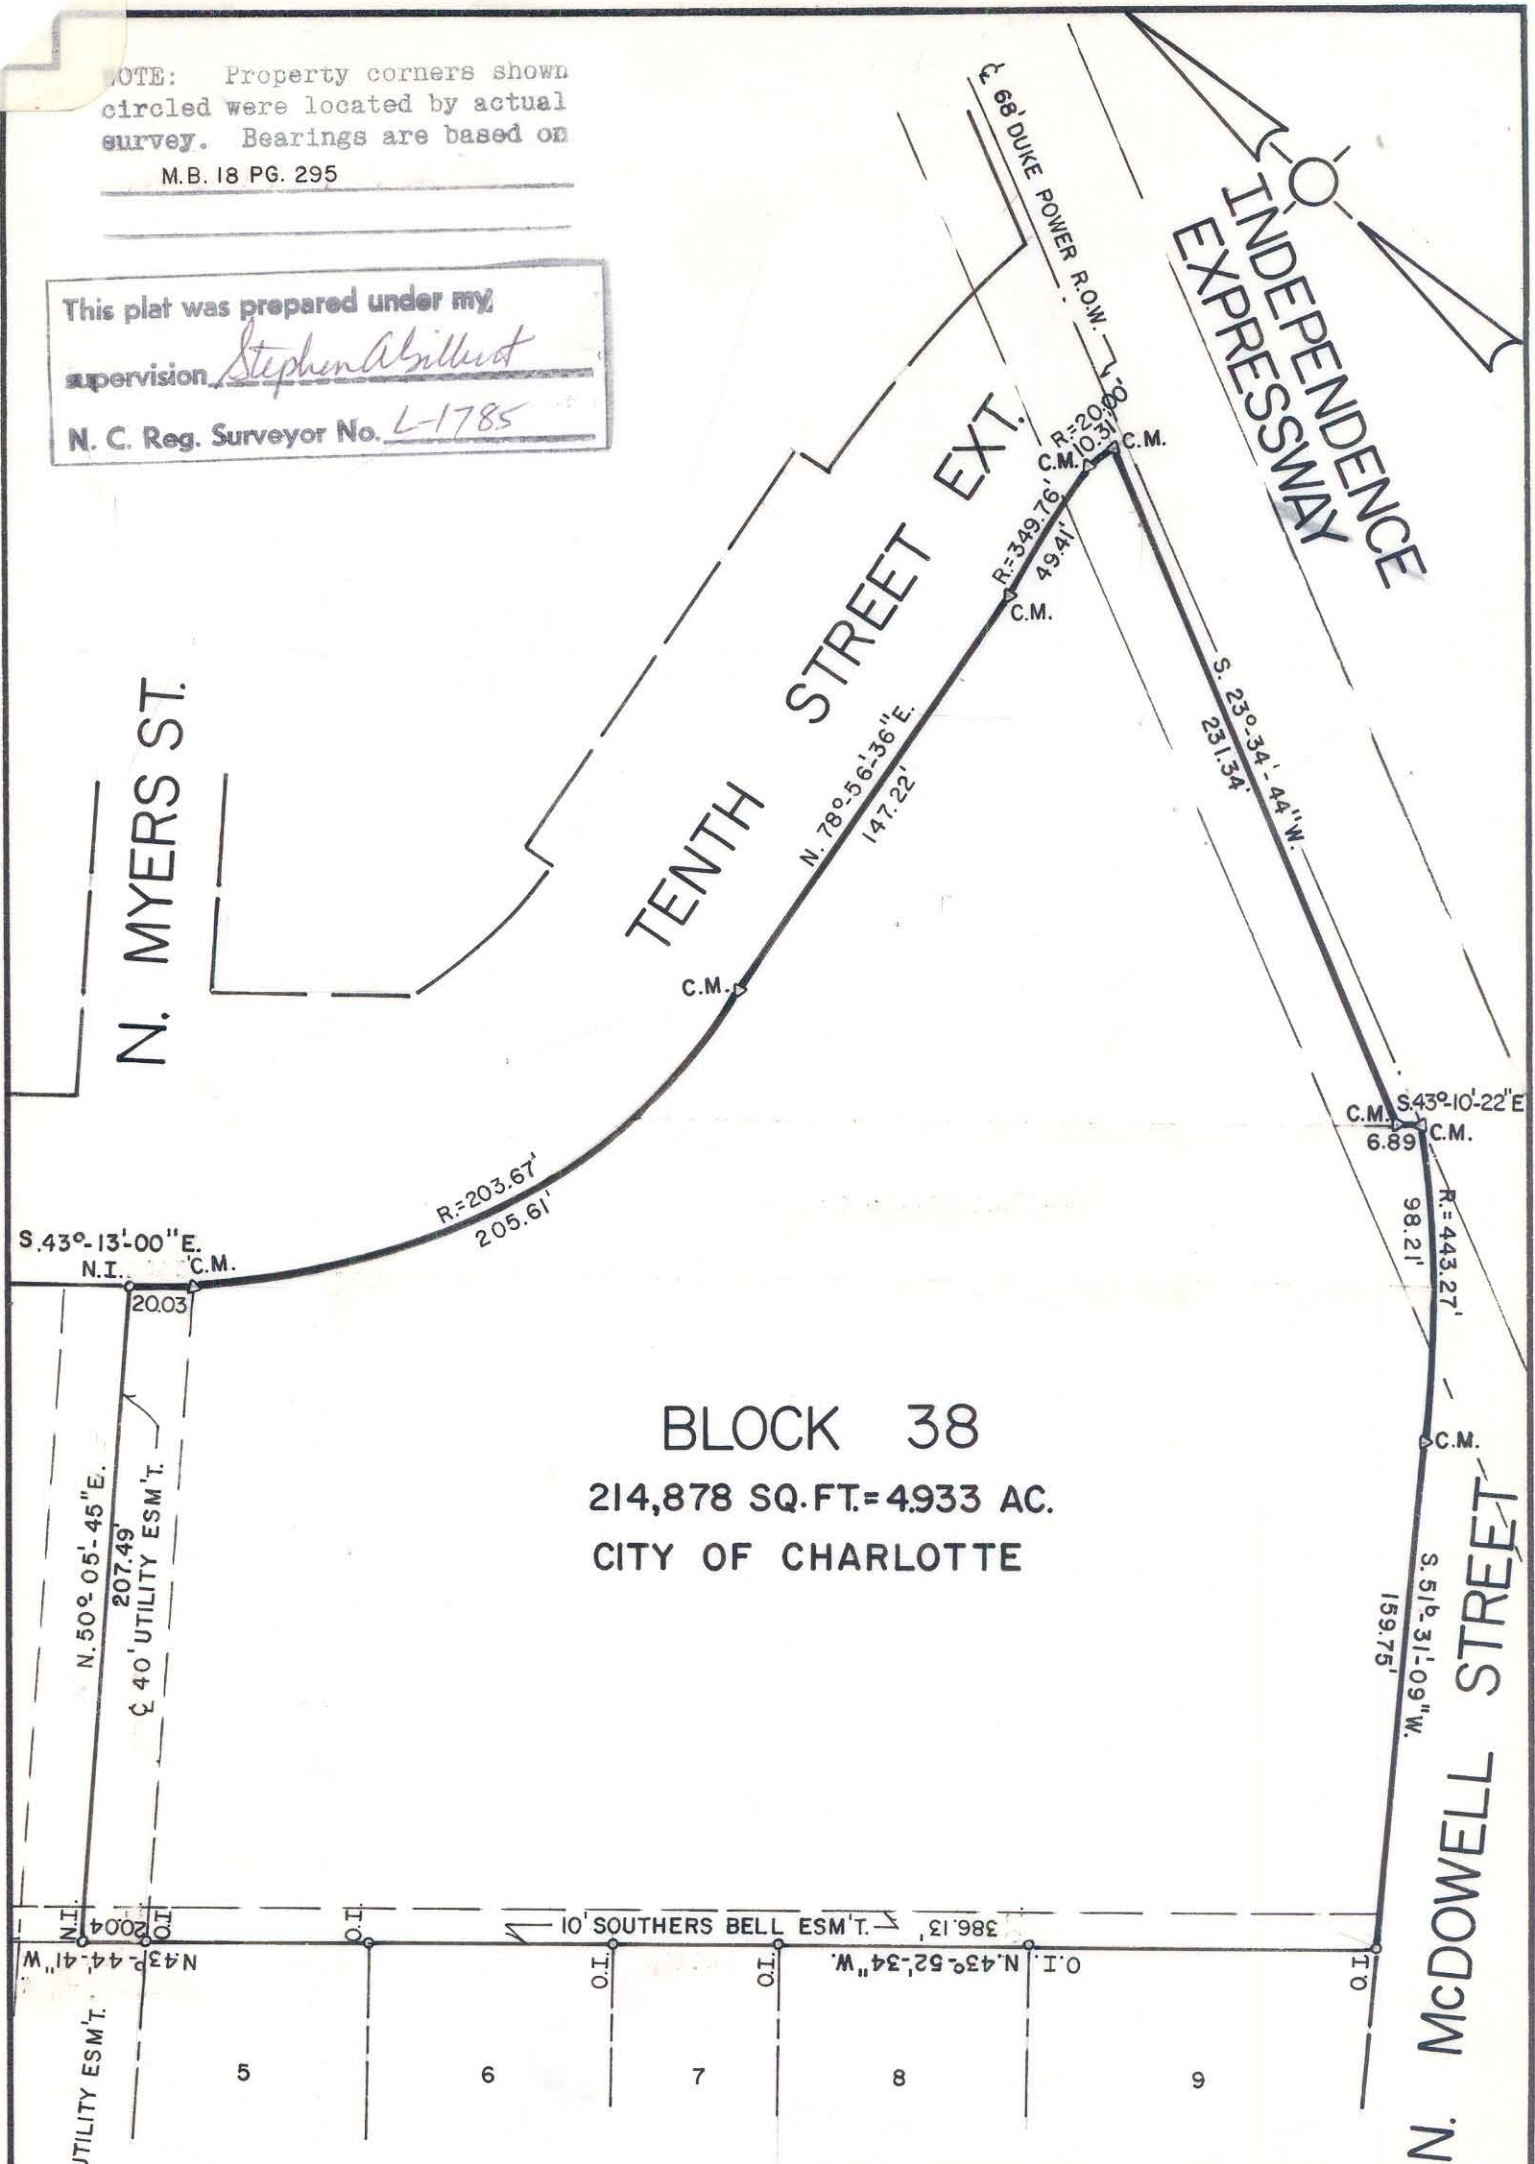 NOTE: Property corners shown
circled were located by actual
survey. Bearings are based on
M.B. 18 PG. 295
This plat was prepared under my
supervision Stephen A Gilbert
N. C. Reg. Surveyor No. L-1785
℄ 68' DUKE POWER R.O.W.
INDEPENDENCE
EXPRESSWAY
TENTH STREET EXT.
R.=20.00'
10.31'
C.M.
C.M.
R.=349.76'
49.41'
C.M.
N. 78°-56'-36"E.
147.22'
S. 23°-34'-44"W.
231.34'
N. MYERS ST.
C.M.
C.M.
S.43°-10'-22"E
6.89
C.M.
R.=203.67'
205.61'
R.=443.27'
98.21'
S.43°-13'-00"E.
N.I.
C.M.
20.03
C.M.
BLOCK 38
214,878 SQ.FT.=4.933 AC.
CITY OF CHARLOTTE
N.50°-05'-45"E.
207.49'
℄ 40' UTILITY ESM'T.
S.51°-31'-09"W.
159.75'
N. McDOWELL STREET
N.I.
20.04
O.I.
O.I.
10' SOUTHERS BELL ESM'T.
386.13'
N.43°-44'-41"W
O.I.
O.I.
N.43°-52'-34"W.
O.I.
O.I.
UTILITY ESM'T.
5
6
7
8
9